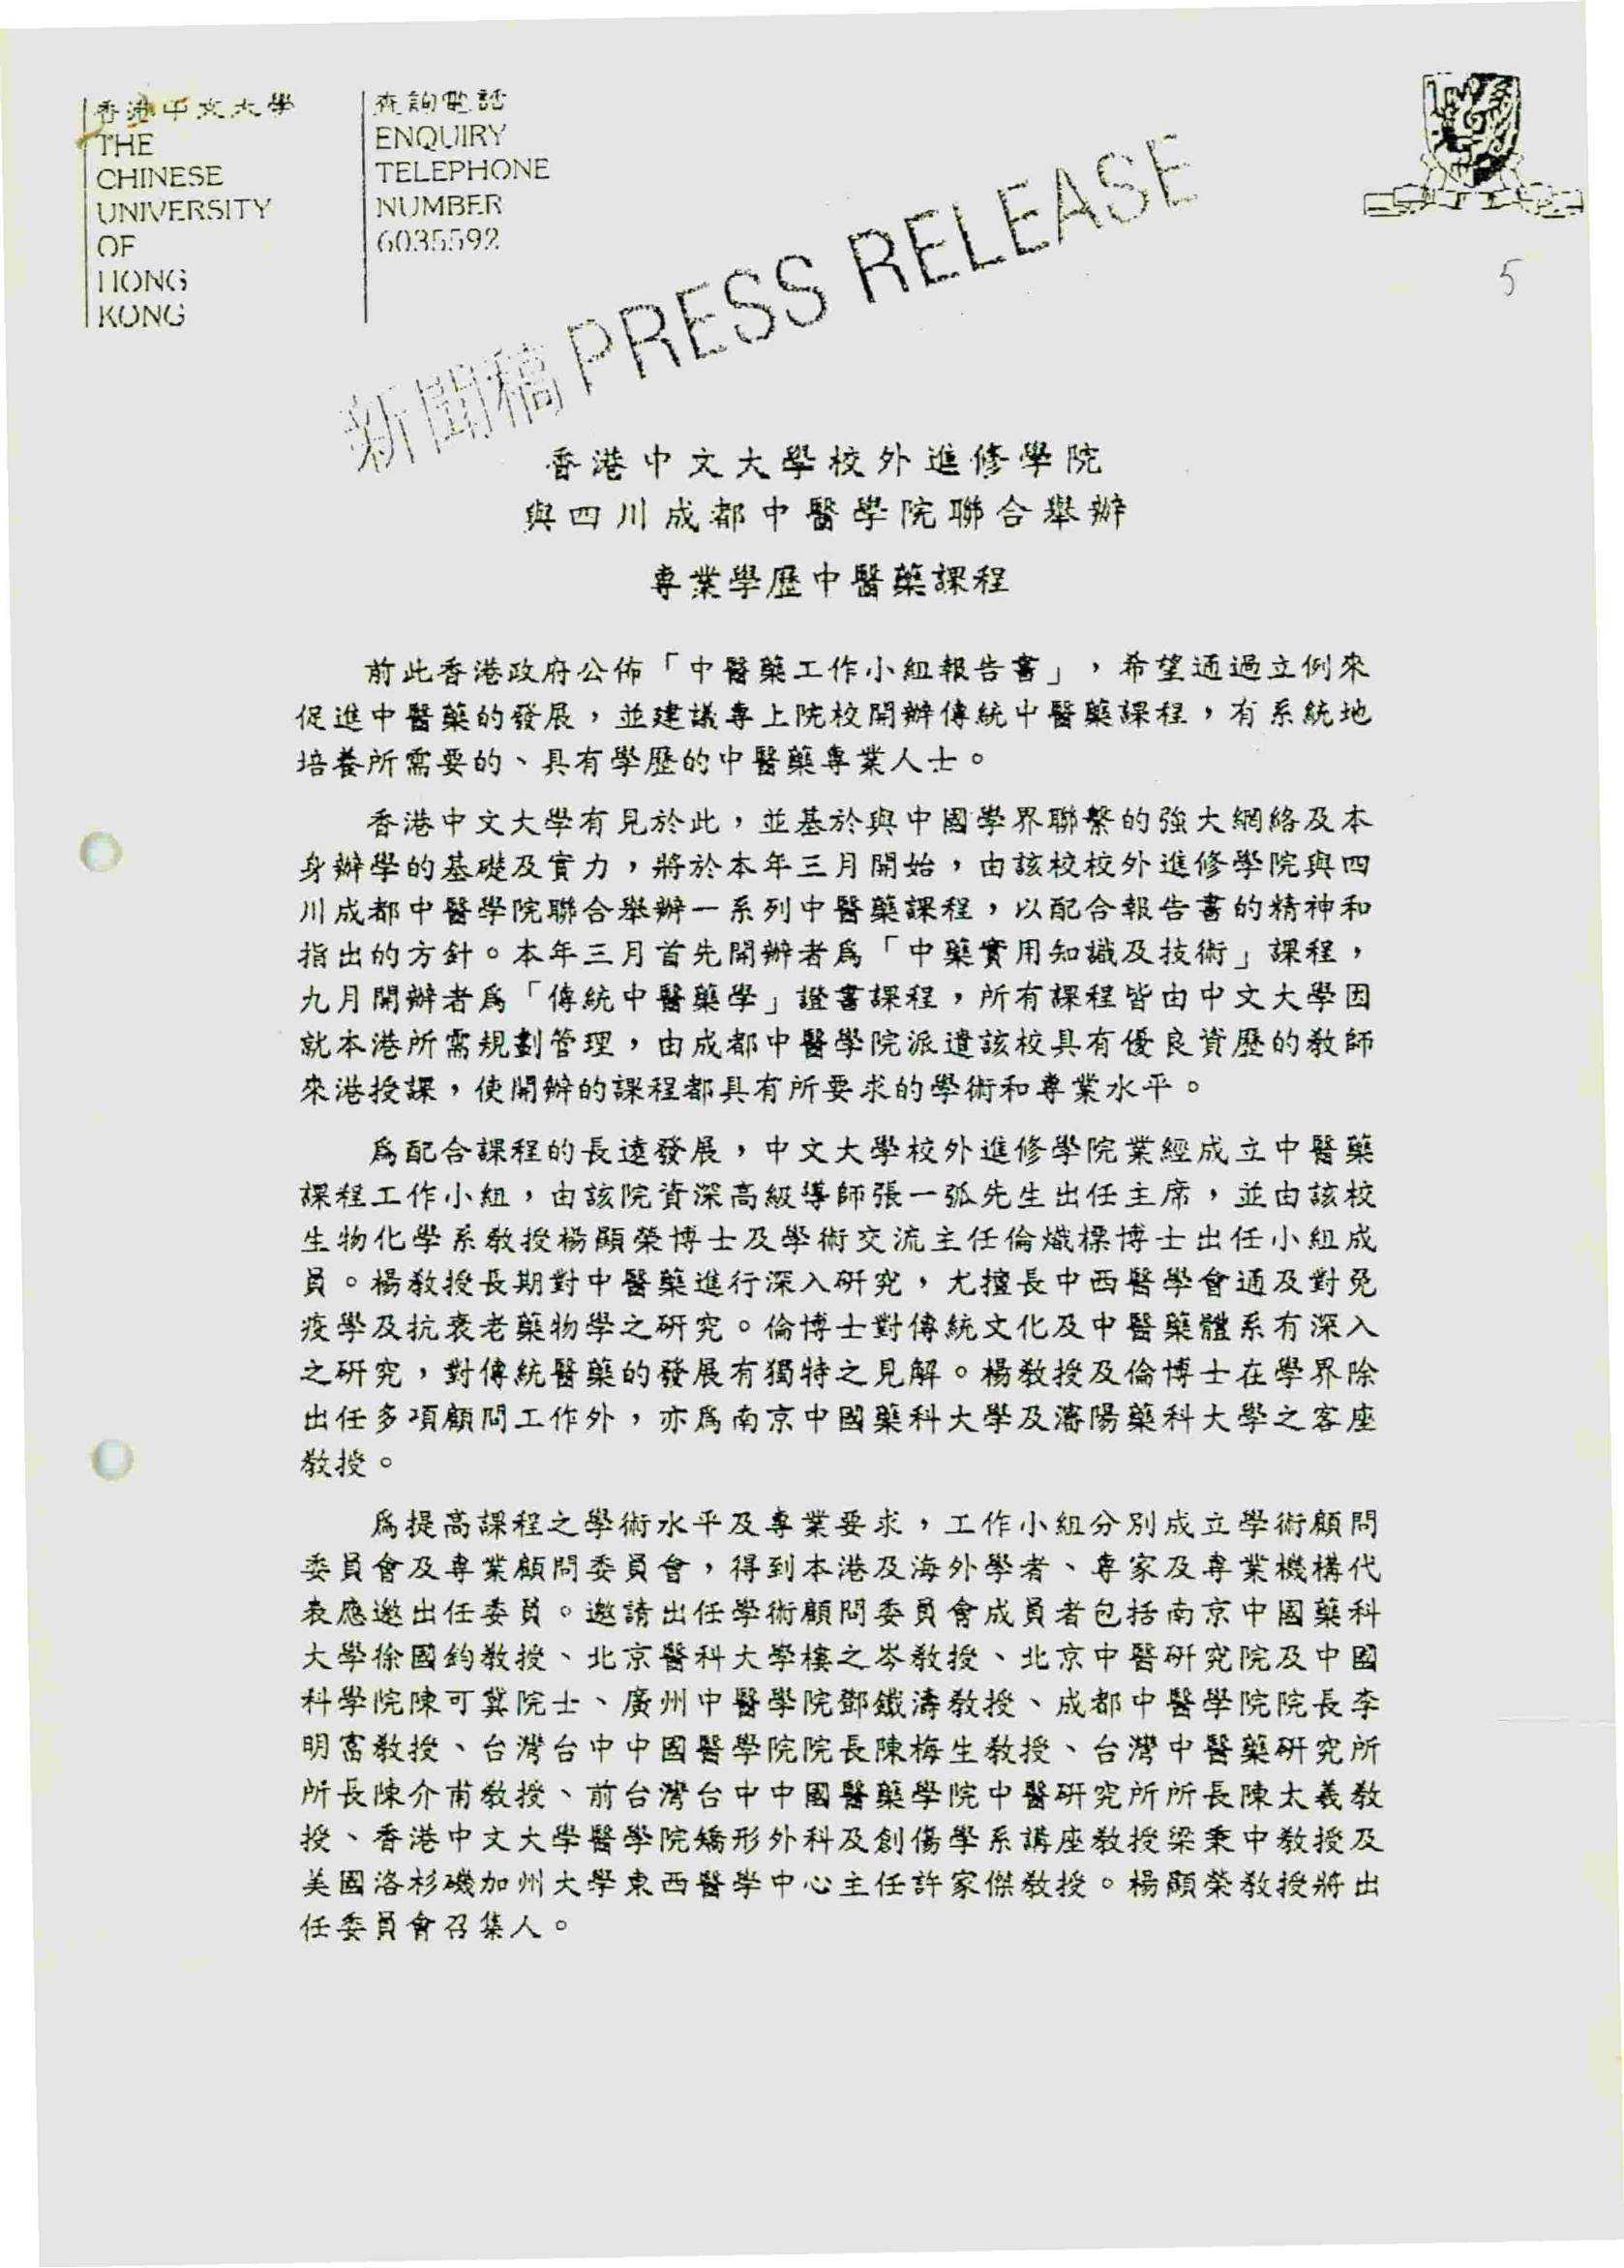 香港中文大學
THE
CHINESE
UNIVERSITY
OF
HONG
KONG
查詢電話
ENQUIRY
TELEPHONE
NUMBER
6035592
5
新聞稿 PRESS RELEASE
香港中文大學校外進修學院
與四川成都中醫學院聯合舉辦
專業學歷中醫藥課程
前此香港政府公佈「中醫藥工作小組報告書」，希望通過立例來
促進中醫藥的發展，並建議專上院校開辦傳統中醫藥課程，有系統地
培養所需要的、具有學歷的中醫藥專業人士。
香港中文大學有見於此，並基於與中國學界聯繫的強大網絡及本
身辦學的基礎及實力，將於本年三月開始，由該校校外進修學院與四
川成都中醫學院聯合舉辦一系列中醫藥課程，以配合報告書的精神和
指出的方針。本年三月首先開辦者爲「中藥實用知識及技術」課程，
九月開辦者爲「傳統中醫藥學」證書課程，所有課程皆由中文大學因
就本港所需規劃管理，由成都中醫學院派遣該校具有優良資歷的教師
來港授課，使開辦的課程都具有所要求的學術和專業水平。
爲配合課程的長遠發展，中文大學校外進修學院業經成立中醫藥
課程工作小組，由該院資深高級導師張一弧先生出任主席，並由該校
生物化學系教授楊顯榮博士及學術交流主任倫熾標博士出任小組成
員。楊教授長期對中醫藥進行深入研究，尤擅長中西醫學會通及對免
疫學及抗衰老藥物學之研究。倫博士對傳統文化及中醫藥體系有深入
之研究，對傳統醫藥的發展有獨特之見解。楊教授及倫博士在學界除
出任多項顧問工作外，亦爲南京中國藥科大學及瀋陽藥科大學之客座
教授。
爲提高課程之學術水平及專業要求，工作小組分別成立學術顧問
委員會及專業顧問委員會，得到本港及海外學者、專家及專業機構代
表應邀出任委員。邀請出任學術顧問委員會成員者包括南京中國藥科
大學徐國鈞教授、北京醫科大學樓之岑教授、北京中醫研究院及中國
科學院陳可冀院士、廣州中醫學院鄧鐵濤教授、成都中醫學院院長李
明富教授、台灣台中中國醫學院院長陳梅生教授、台灣中醫藥研究所
所長陳介甫教授、前台灣台中中國醫藥學院中醫研究所所長陳太羲教
授、香港中文大學醫學院矯形外科及創傷學系講座教授梁秉中教授及
美國洛杉磯加州大學東西醫學中心主任許家傑教授。楊顯榮教授將出
任委員會召集人。